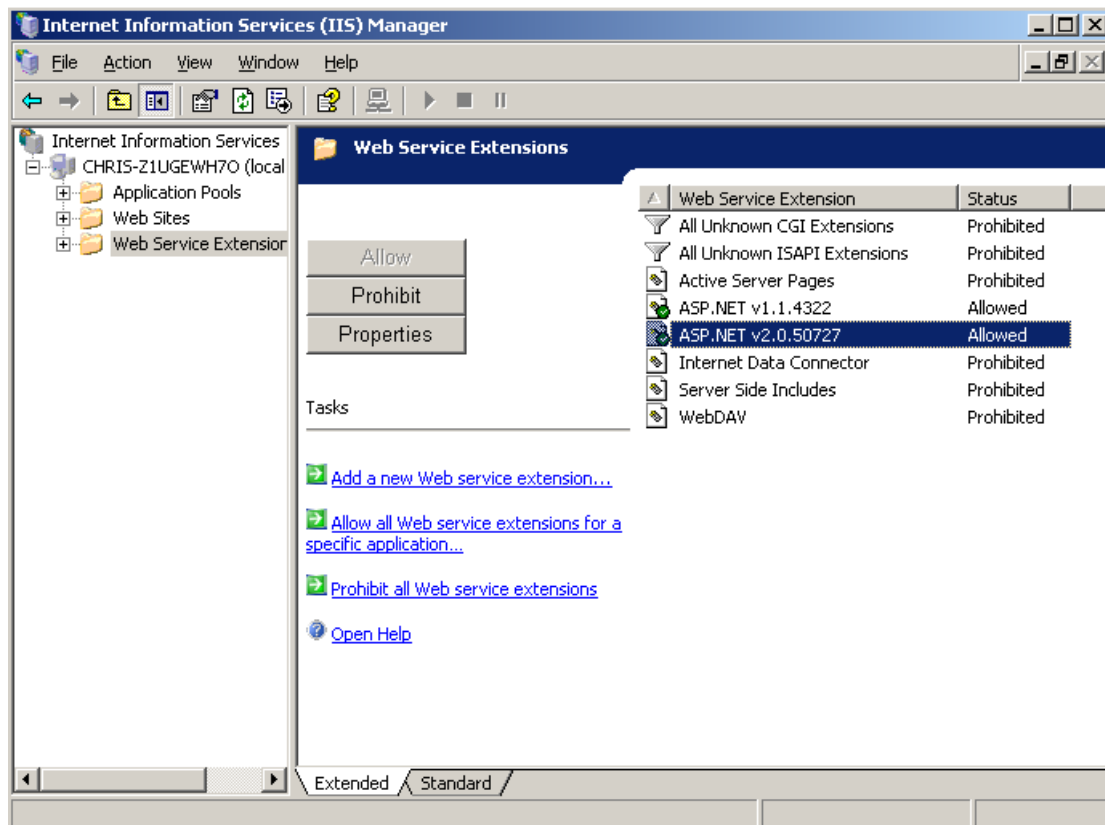 Internet Information Services (IIS) Manager
File Action View Window Help
Internet Information Services
CHRIS-Z1UGEWH7O (local
Application Pools
Web Sites
Web Service Extension
Web Service Extensions
Allow
Prohibit
Properties
Tasks
Add a new Web service extension...
Allow all Web service extensions for a
specific application...
Prohibit all Web service extensions
Open Help
Web Service Extension Status
All Unknown CGI Extensions Prohibited
All Unknown ISAPI Extensions Prohibited
Active Server Pages Prohibited
ASP.NET v1.1.4322 Allowed
ASP.NET v2.0.50727 Allowed
Internet Data Connector Prohibited
Server Side Includes Prohibited
WebDAV Prohibited
Extended Standard